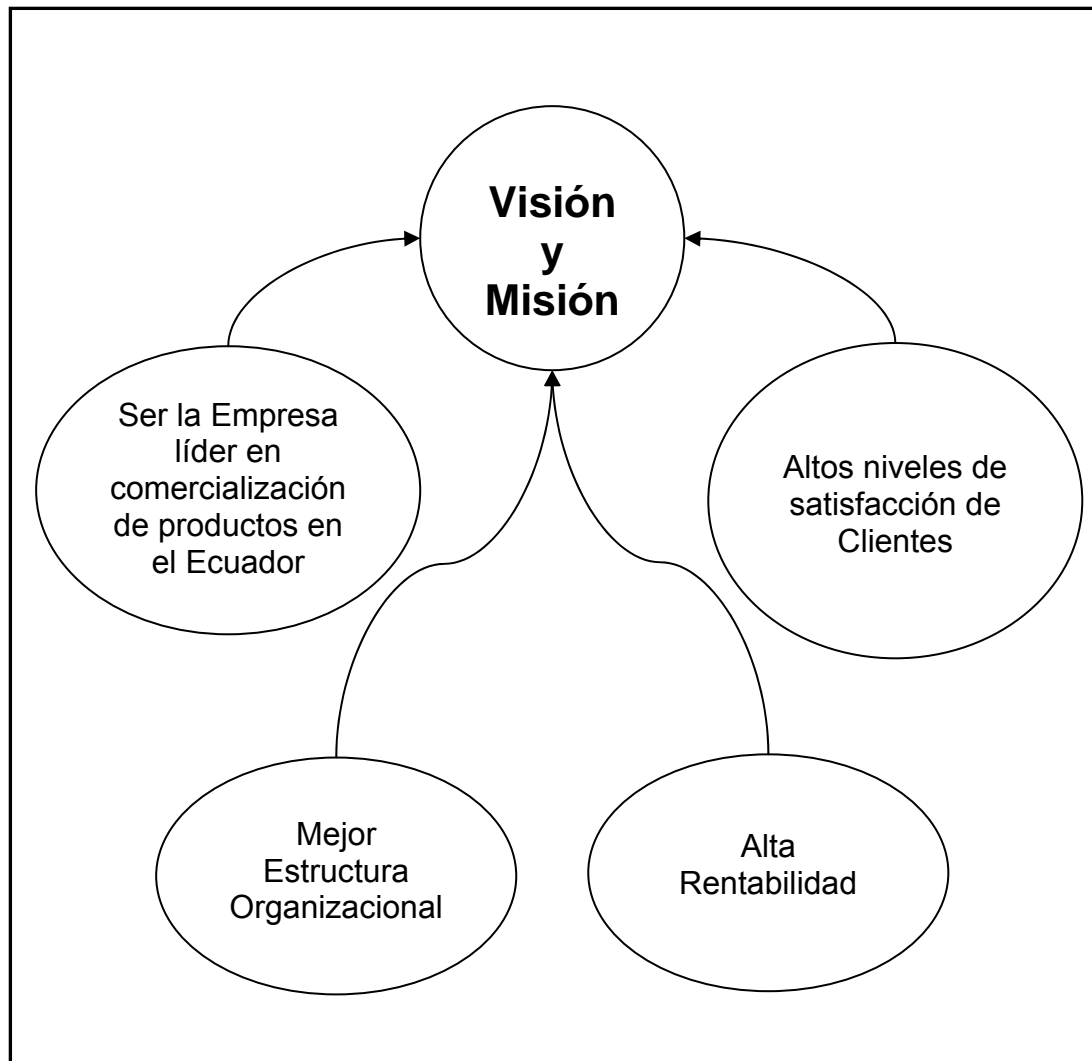 Visión
y
Misión
Ser la Empresa
líder en
comercialización
de productos en
el Ecuador
Altos niveles de
satisfacción de
Clientes
Mejor
Estructura
Organizacional
Alta
Rentabilidad